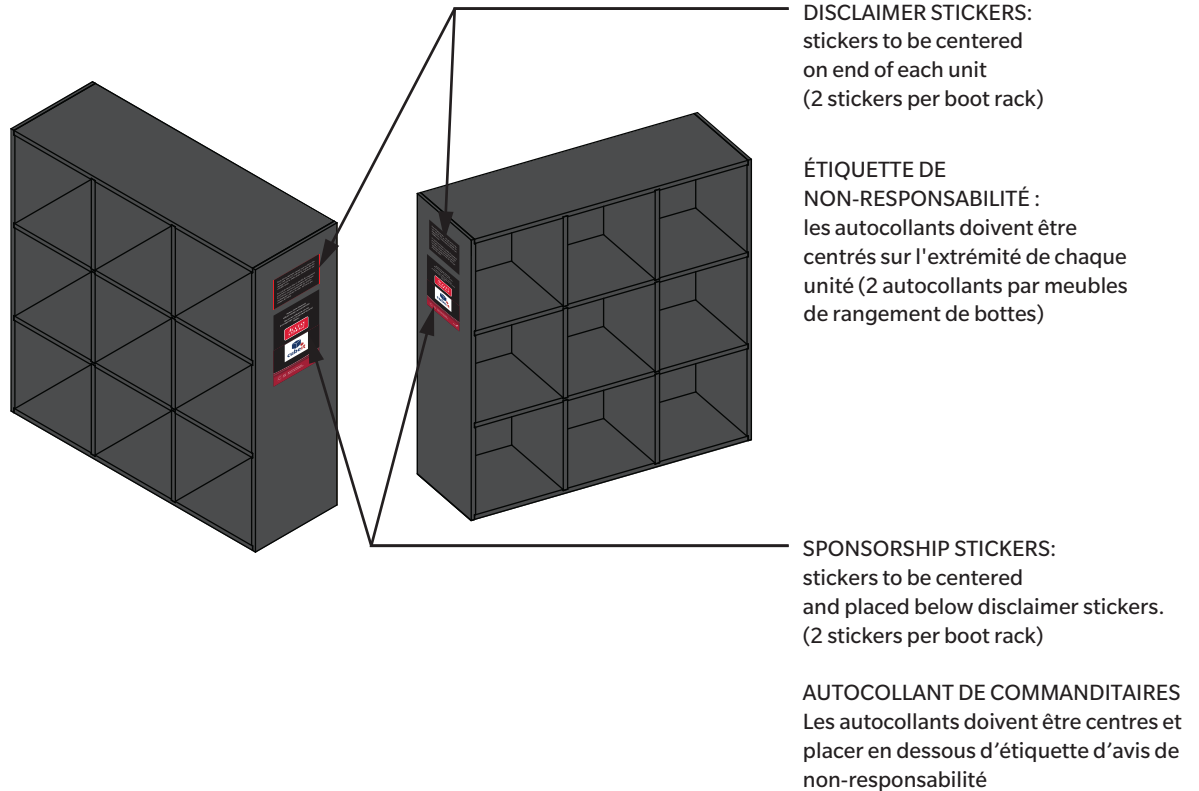 DISCLAIMER STICKERS:
stickers to be centered
on end of each unit
(2 stickers per boot rack)
ÉTIQUETTE DE
NON-RESPONSABILITÉ :
les autocollants doivent être
centrés sur l'extrémité de chaque
unité (2 autocollants par meubles
de rangement de bottes)
SPONSORSHIP STICKERS:
stickers to be centered
and placed below disclaimer stickers.
(2 stickers per boot rack)
AUTOCOLLANT DE COMMANDITAIRES
Les autocollants doivent être centres et
placer en dessous d’étiquette d’avis de
non-responsabilité